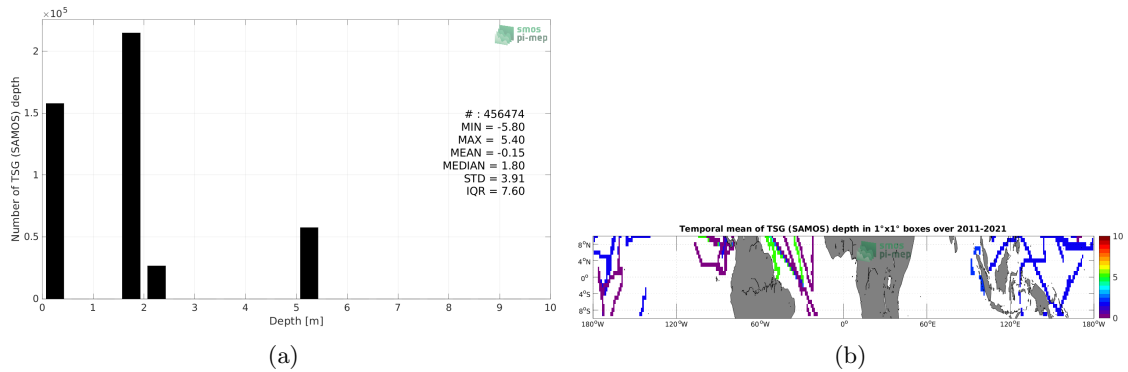 ×10⁵
smos
pi-mep
2
1.5
1
0.5
0
Number of TSG (SAMOS) depth
# : 456474
MIN = -5.80
MAX = 5.40
MEAN = -0.15
MEDIAN = 1.80
STD = 3.91
IQR = 7.60
0 1 2 3 4 5 6 7 8 9 10
Depth [m]
(a)
Temporal mean of TSG (SAMOS) depth in 1°x1° boxes over 2011-2021
smos
pi-mep
8°N
4°N
0°
4°S
8°S
180°W 120°W 60°W 0° 60°E 120°E 180°W
10
5
0
(b)